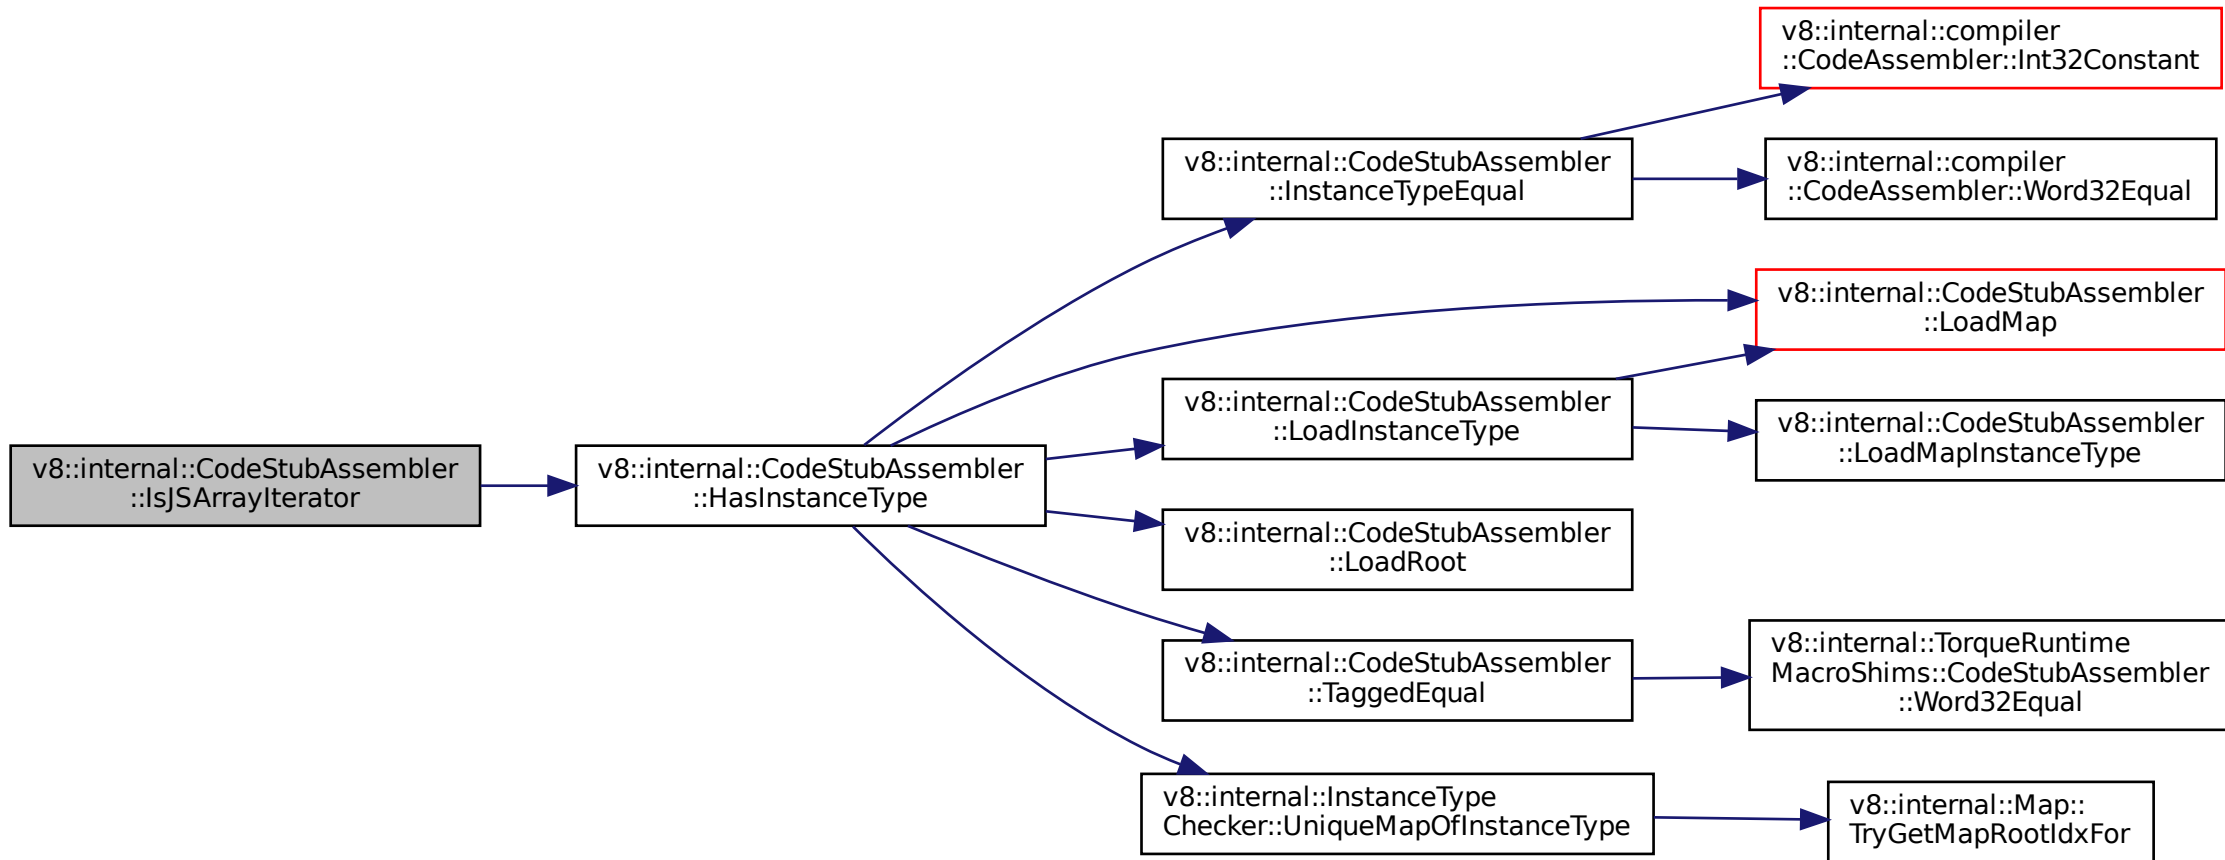 v8::internal::compiler
::CodeAssembler::Int32Constant
v8::internal::CodeStubAssembler
::InstanceTypeEqual
v8::internal::compiler
::CodeAssembler::Word32Equal
v8::internal::CodeStubAssembler
::LoadMap
v8::internal::CodeStubAssembler
::LoadInstanceType
v8::internal::CodeStubAssembler
::LoadMapInstanceType
v8::internal::CodeStubAssembler
::IsJSArrayIterator
v8::internal::CodeStubAssembler
::HasInstanceType
v8::internal::CodeStubAssembler
::LoadRoot
v8::internal::CodeStubAssembler
::TaggedEqual
v8::internal::TorqueRuntime
MacroShims::CodeStubAssembler
::Word32Equal
v8::internal::InstanceType
Checker::UniqueMapOfInstanceType
v8::internal::Map::
TryGetMapRootIdxFor